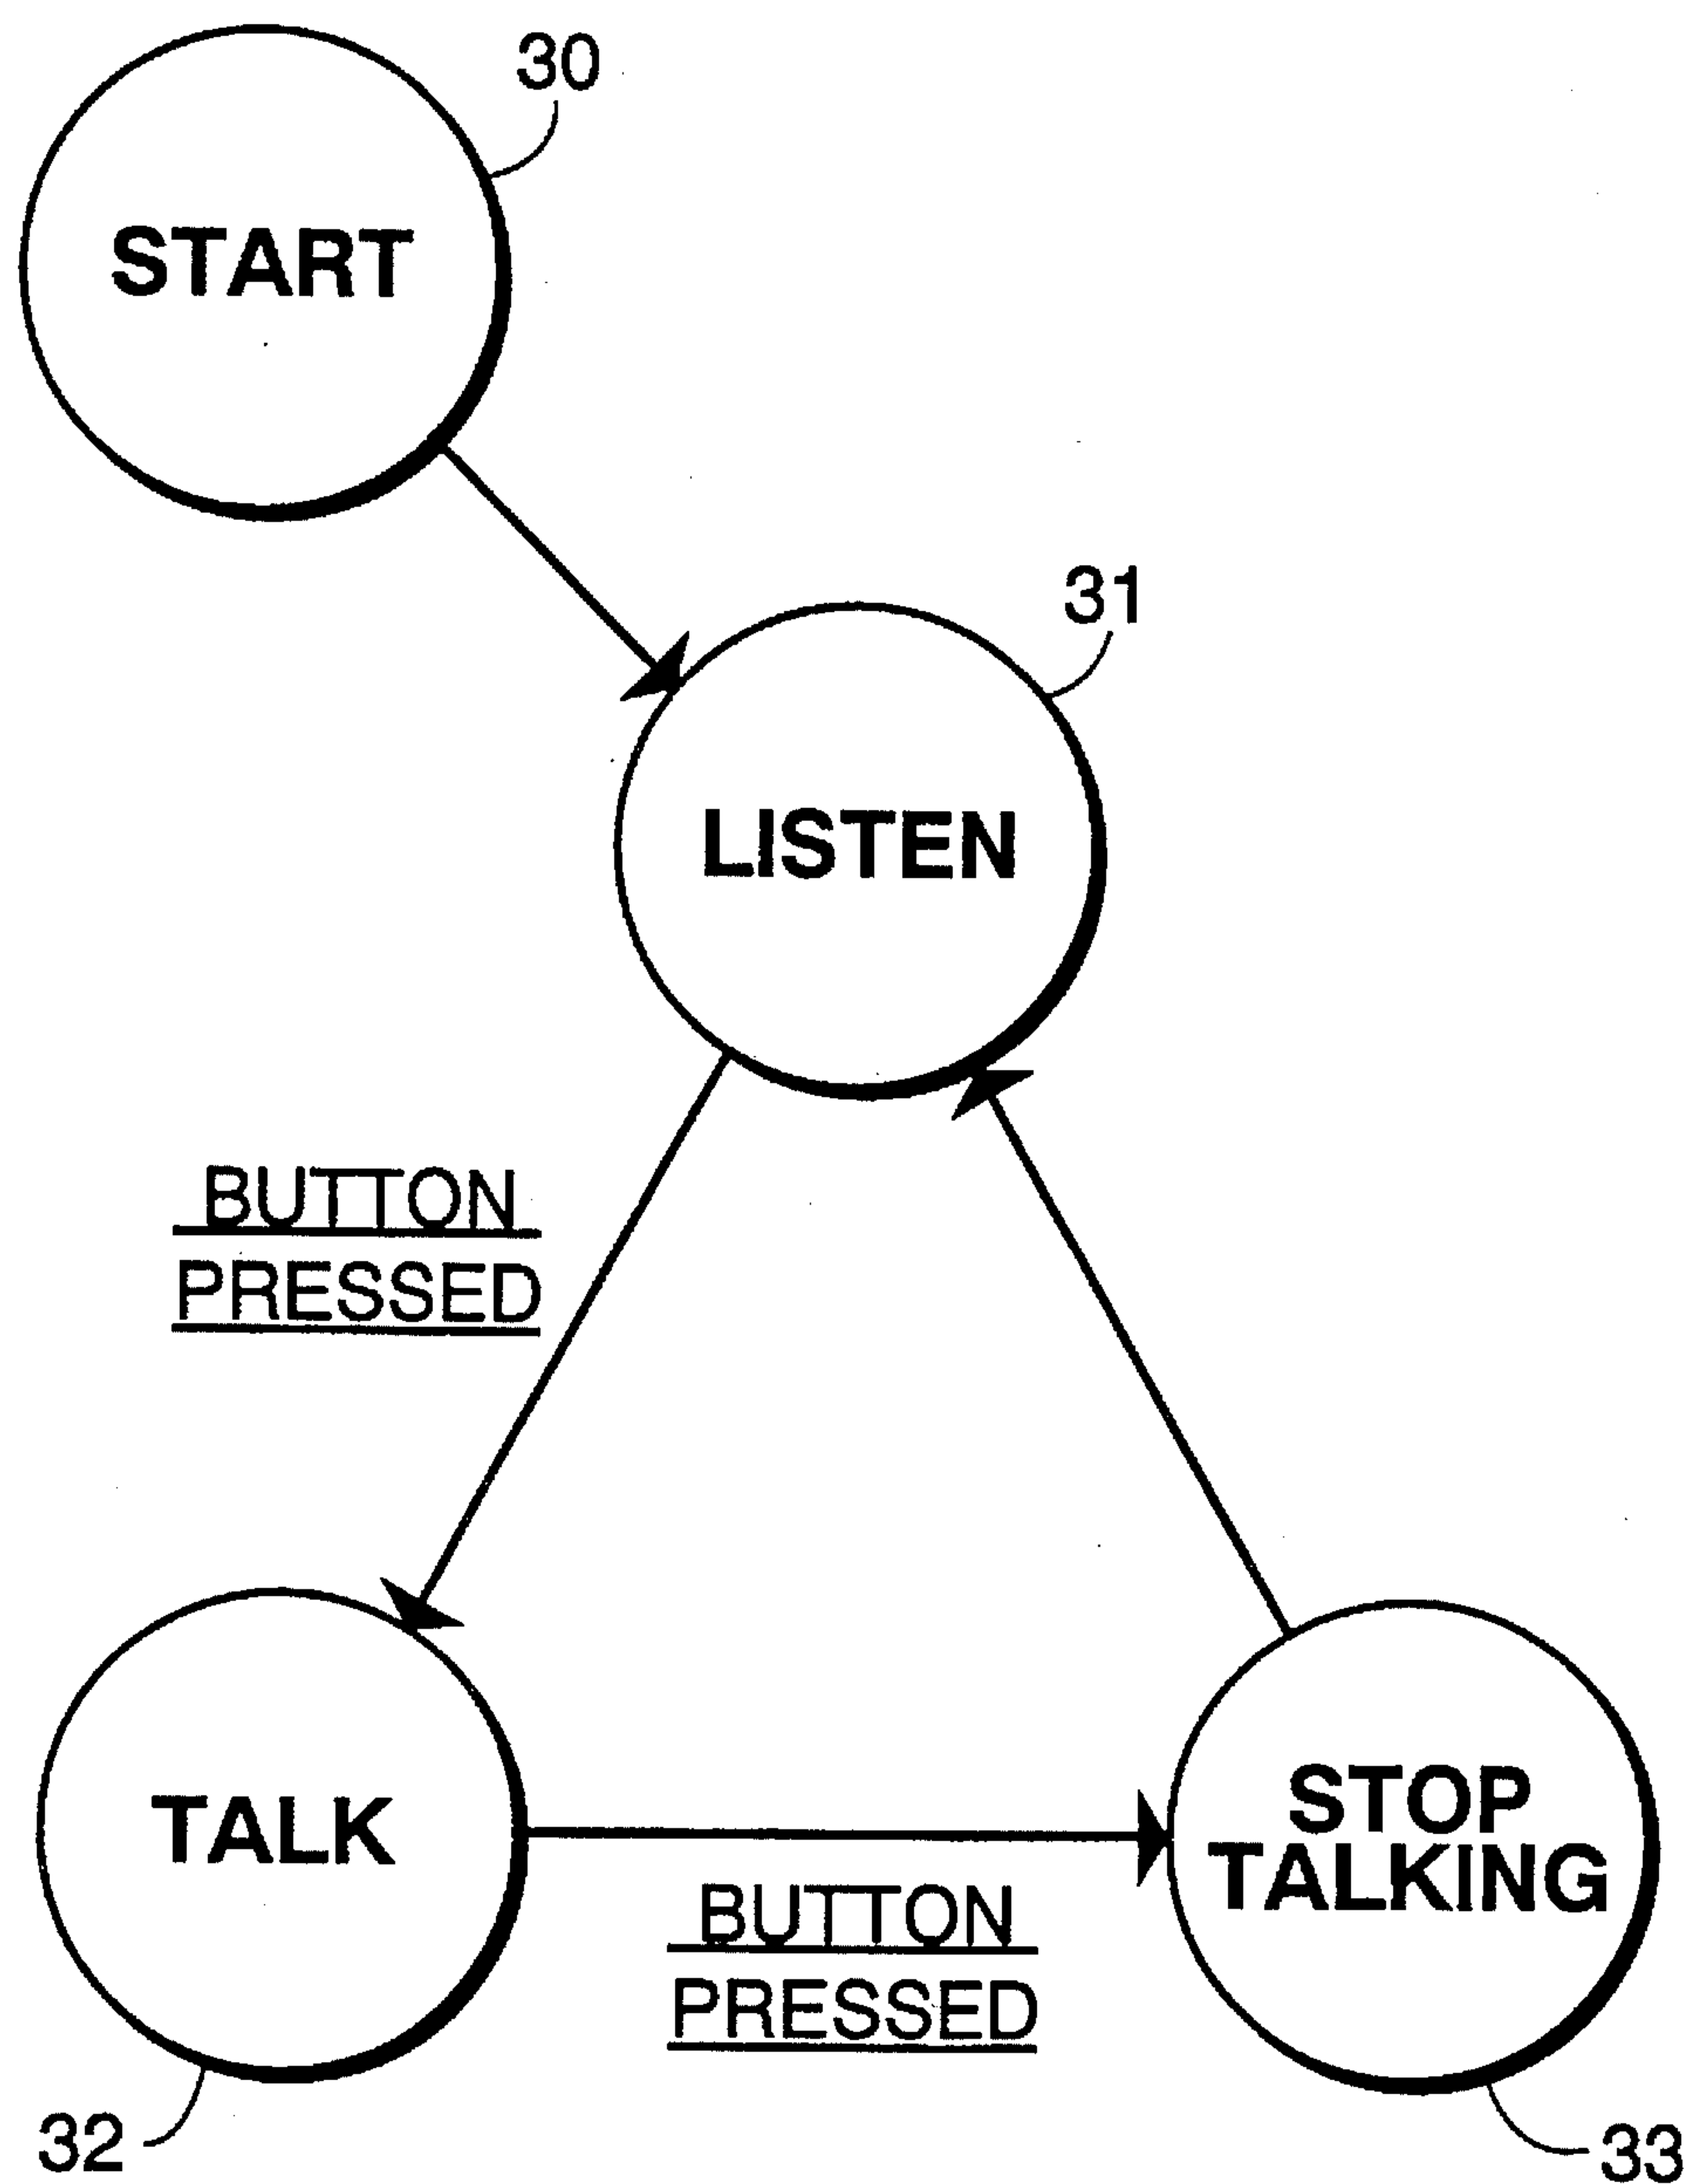 30
START
31
LISTEN
BUTTON
PRESSED
TALK
STOP
TALKING
BUTTON
PRESSED
32
33